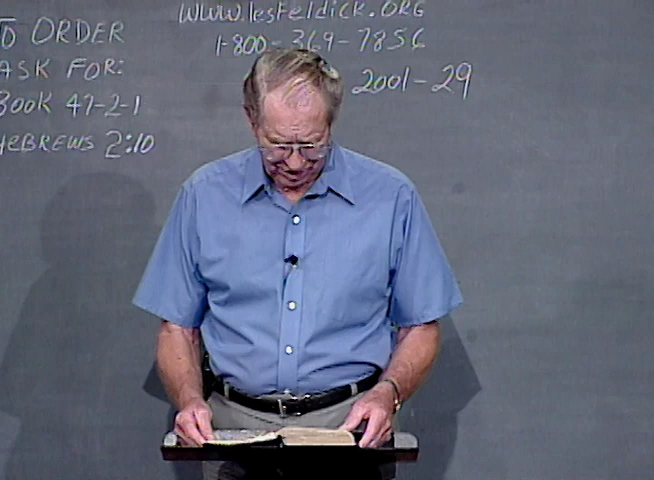 TO ORDER
ASK FOR:
Book 47-2-1
HEBREWS 2:10
WWW.lesfeldick.ORG
1-800-369-7856
2001-29